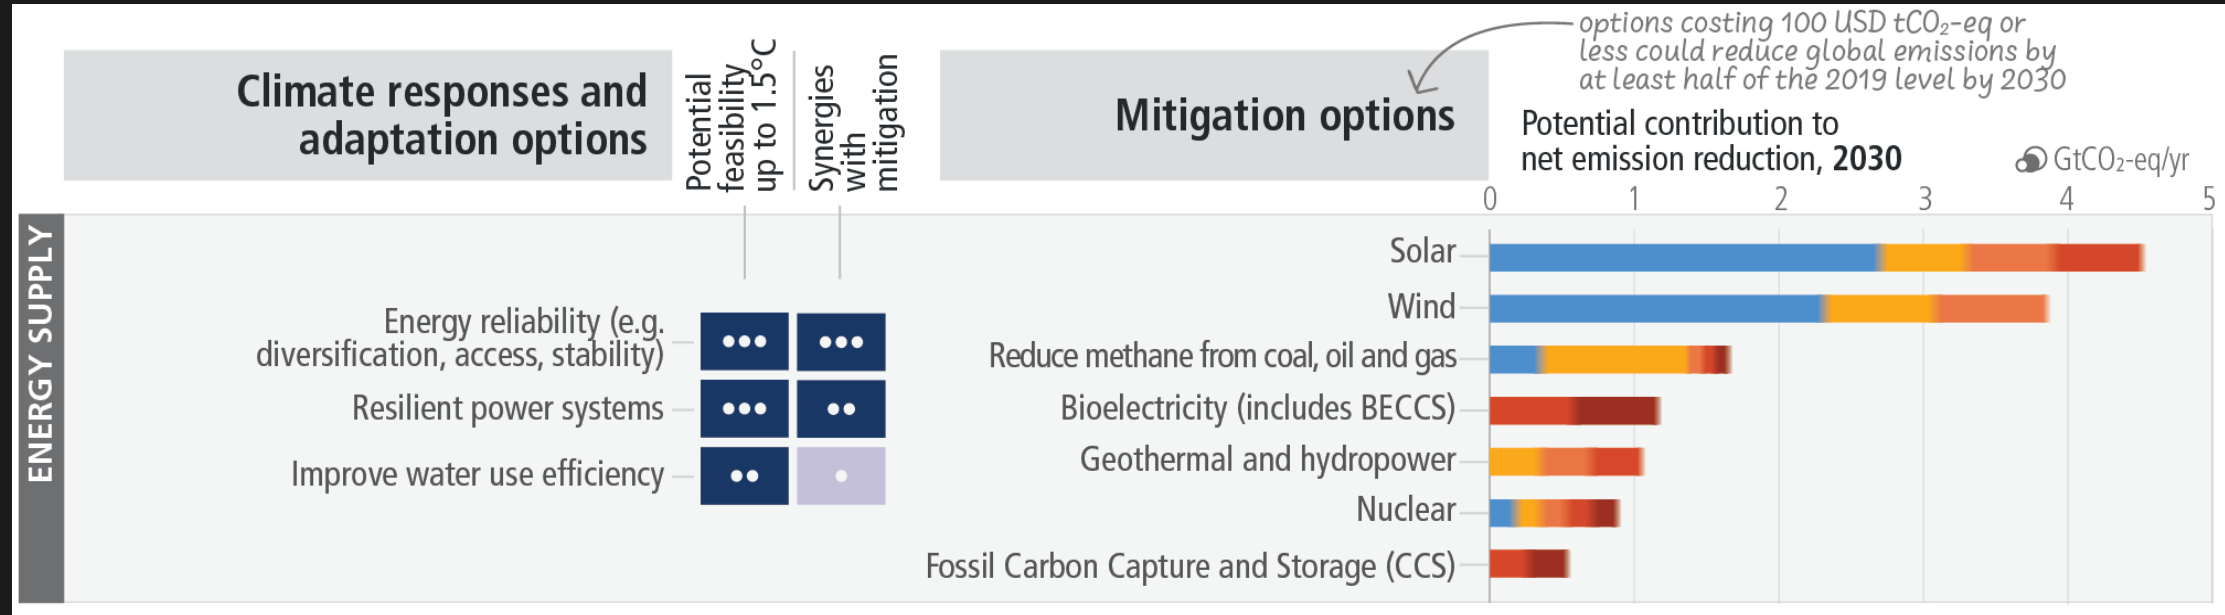 options costing 100 USD tCO₂-eq or
less could reduce global emissions by
at least half of the 2019 level by 2030
Climate responses and
adaptation options
Potential
feasibility
up to 1.5°C
Synergies
with
mitigation
Mitigation options
Potential contribution to
net emission reduction, 2030
GtCO₂-eq/yr
0 1 2 3 4 5
ENERGY SUPPLY
Energy reliability (e.g.
diversification, access, stability)
Resilient power systems
Improve water use efficiency
Solar
Wind
Reduce methane from coal, oil and gas
Bioelectricity (includes BECCS)
Geothermal and hydropower
Nuclear
Fossil Carbon Capture and Storage (CCS)